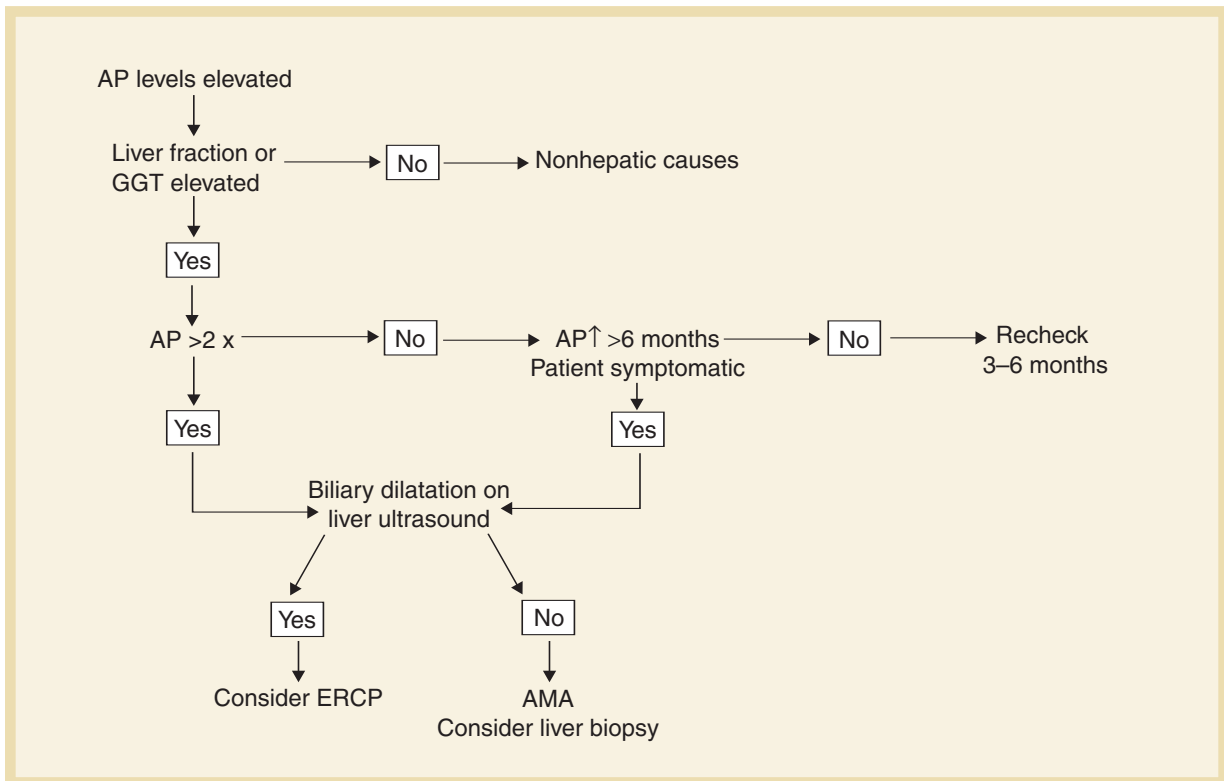 AP levels elevated
Liver fraction or
GGT elevated
No
Nonhepatic causes
Yes
AP >2 x
No
AP↑ >6 months
Patient symptomatic
No
Recheck
3–6 months
Yes
Yes
Biliary dilatation on
liver ultrasound
Yes
No
Consider ERCP
AMA
Consider liver biopsy